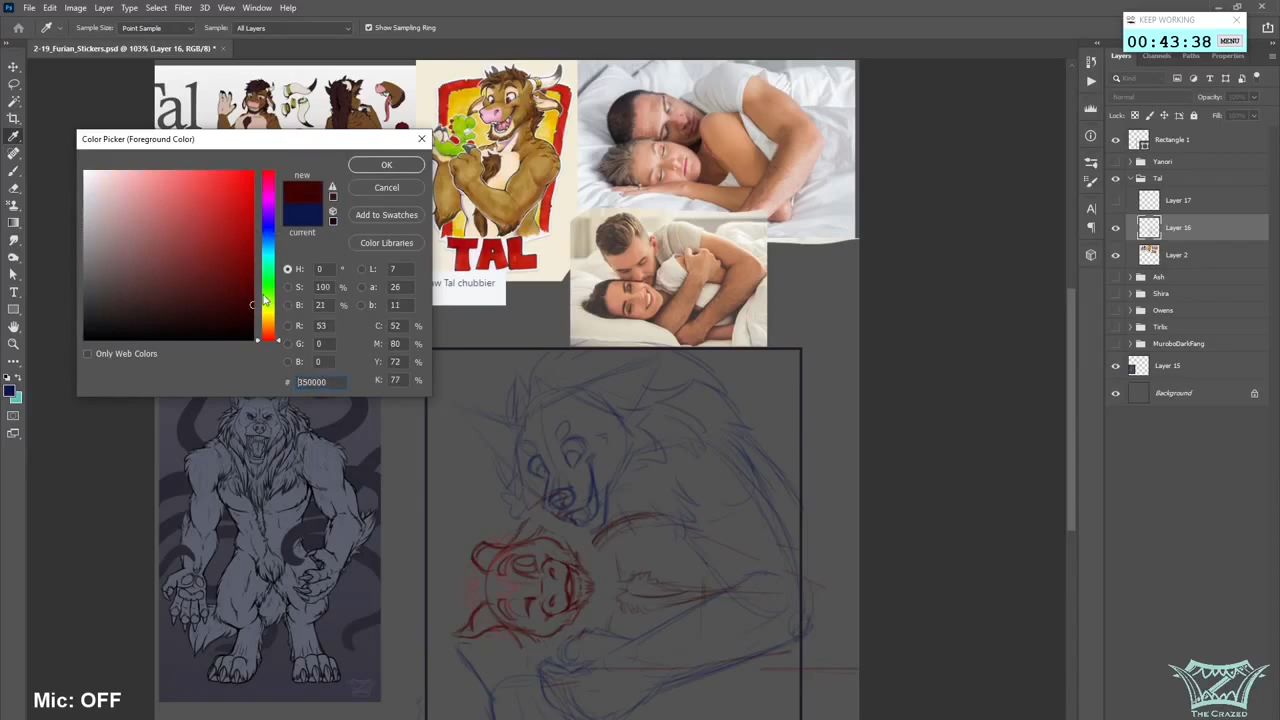 File Edit Image Layer Type Select Filter 3D View Window Help
Sample Size: Point Sample Sample: All Layers Show Sampling Ring
2-19_Furian_Stickers.psd @ 103% (Layer 16, RGB/8) *
KEEP WORKING
00:43:38 MENU
Layers Channels Paths Properties
Kind
Normal Opacity: 100%
Lock: Fill: 100%
Rectangle 1
Yanori
Tal
Layer 17
Layer 16
Layer 2
Ash
Shira
Owens
Tirlix
MuroboDarkFang
Layer 15
Background
Tal
TAL
aw Tal chubbier
Color Picker (Foreground Color)
new
current
OK
Cancel
Add to Swatches
Color Libraries
H: 0 ° L: 7
S: 100 % a: 26
B: 21 % b: 11
R: 53 C: 52 %
G: 0 M: 80 %
B: 0 Y: 72 %
# 350000 K: 77 %
Only Web Colors
Mic: OFF
THE CRAZED